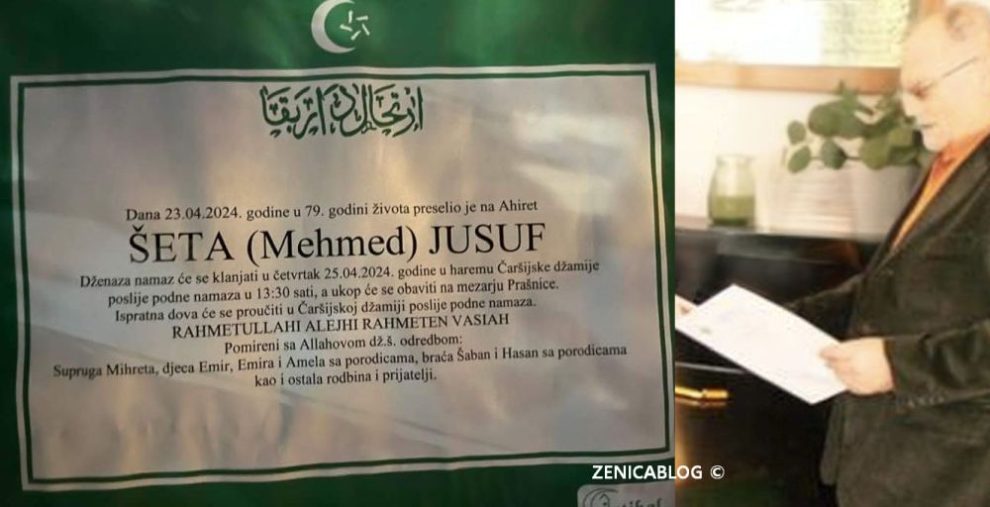 إرتحال دار بقا
Dana 23.04.2024. godine u 79. godini života preselio je na Ahiret
ŠETA (Mehmed) JUSUF
Dženaza namaz će se klanjati u četvrtak 25.04.2024. godine u haremu Čaršijske džamije
poslije podne namaza u 13:30 sati, a ukop će se obaviti na mezarju Prašnice.
Ispratna dova će se proučiti u Čaršijskoj džamiji poslije podne namaza.
RAHMETULLAHI ALEJHI RAHMETEN VASIAH
Pomireni sa Allahovom dž.š. odredbom:
Supruga Mihreta, djeca Emir, Emira i Amela sa porodicama, braća Šaban i Hasan sa porodicama
kao i ostala rodbina i prijatelji.
ZENICABLOG ©